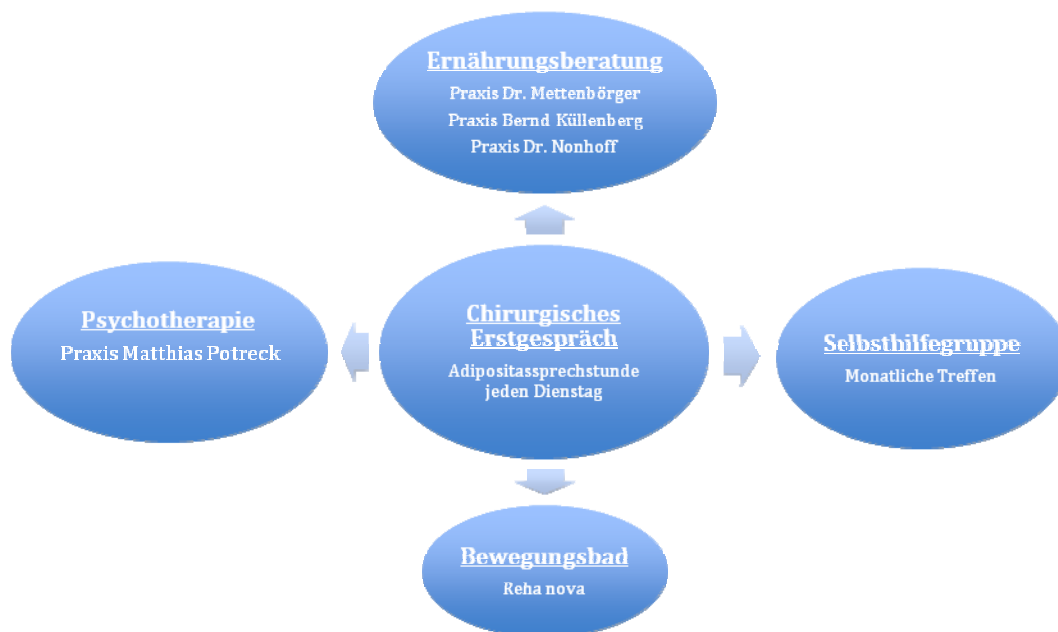 Ernährungsberatung
Praxis Dr. Mettenbörger
Praxis Bernd Küllenberg
Praxis Dr. Nonhoff
Psychotherapie
Praxis Matthias Potreck
Chirurgisches
Erstgespräch
Adipositassprechstunde
jeden Dienstag
Selbsthilfegruppe
Monatliche Treffen
Bewegungsbad
Reha nova